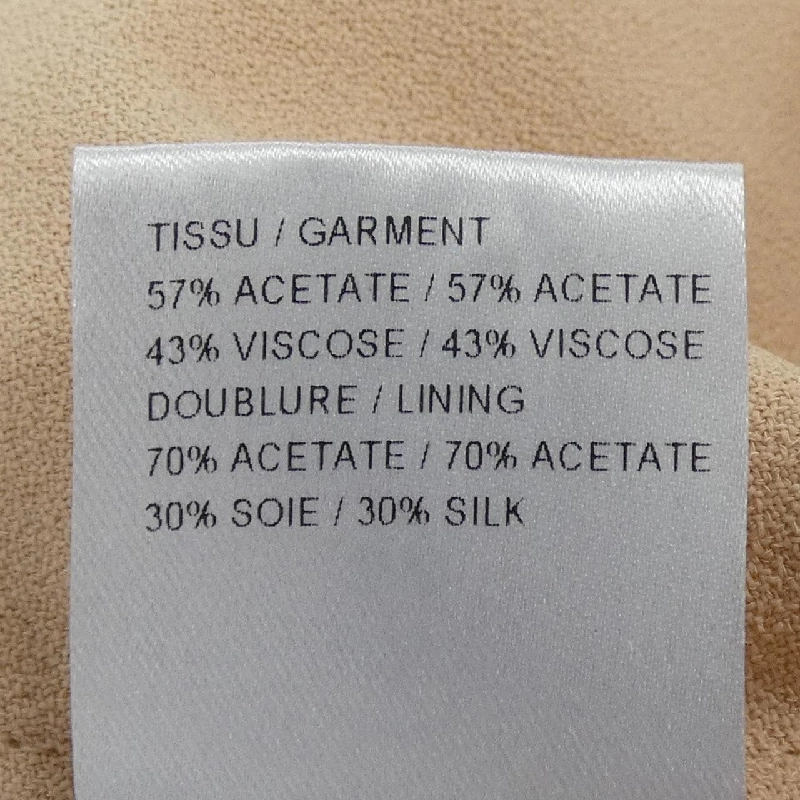 TISSU / GARMENT
57% ACETATE / 57% ACETATE
43% VISCOSE / 43% VISCOSE
DOUBLURE / LINING
70% ACETATE / 70% ACETATE
30% SOIE / 30% SILK